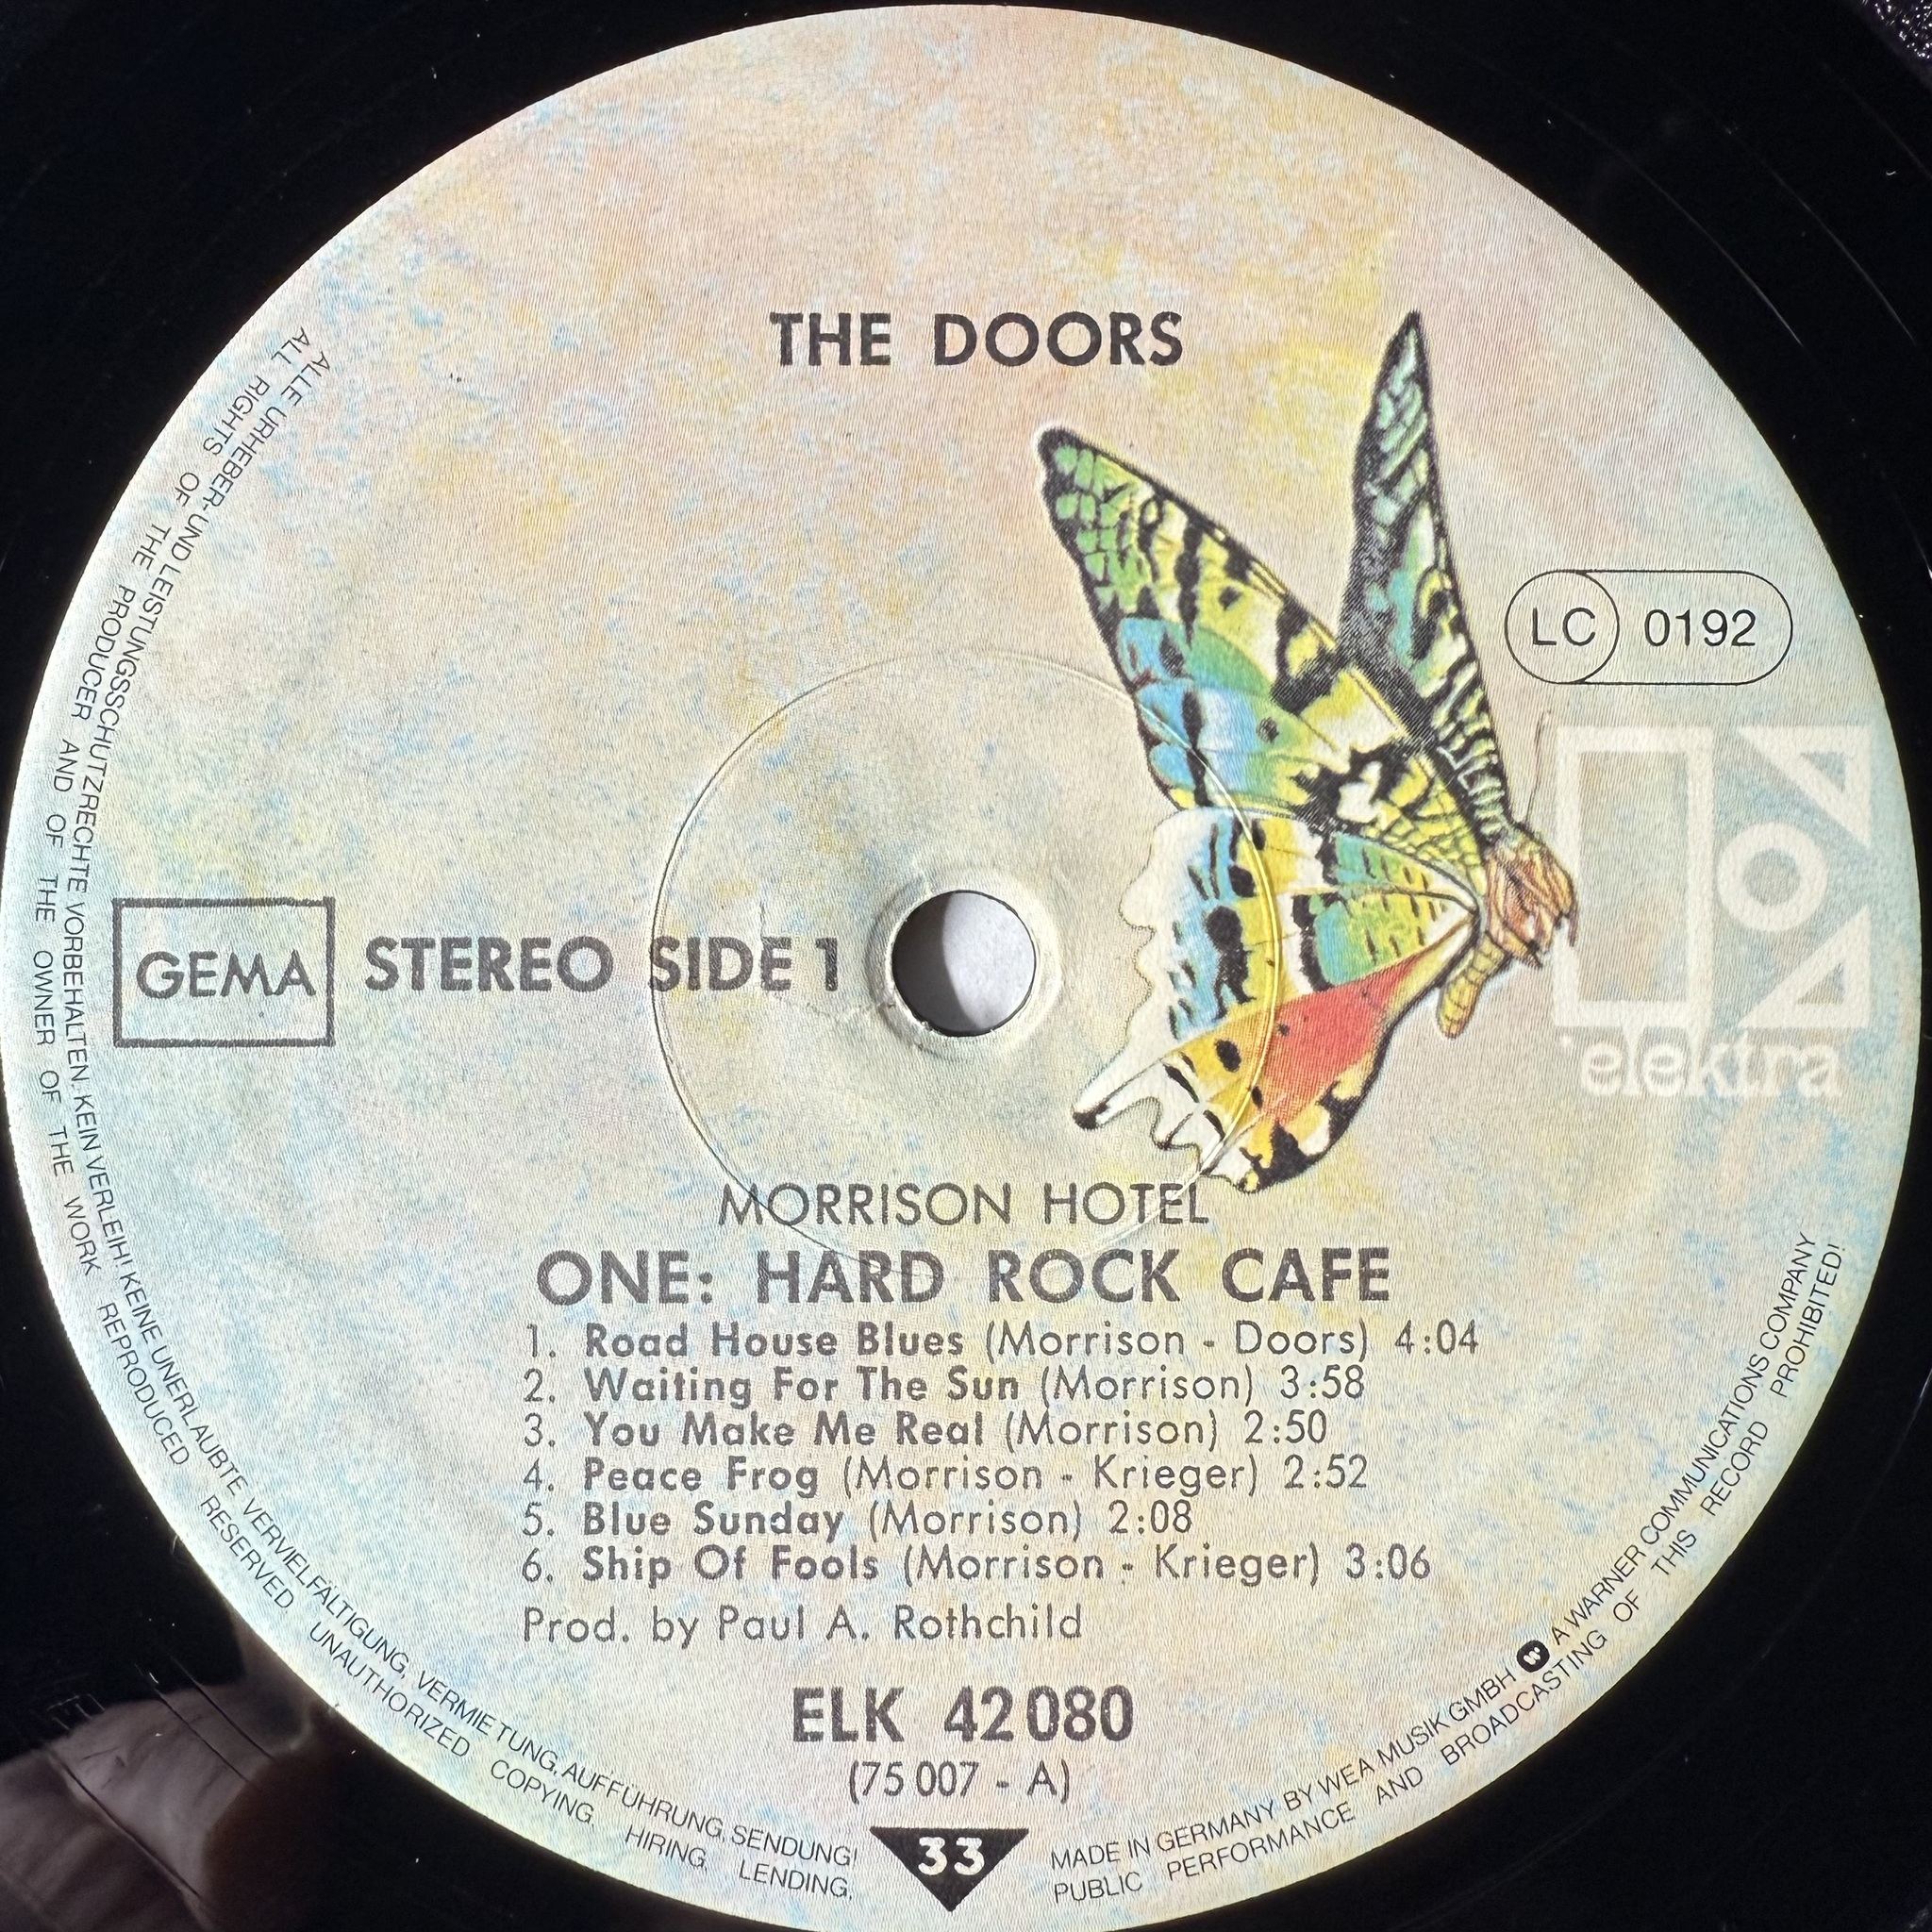 THE DOORS
LC 0192
elektra
GEMA STEREO SIDE 1
MORRISON HOTEL
ONE: HARD ROCK CAFE
1. Road House Blues (Morrison - Doors) 4:04
2. Waiting For The Sun (Morrison) 3:58
3. You Make Me Real (Morrison) 2:50
4. Peace Frog (Morrison - Krieger) 2:52
5. Blue Sunday (Morrison) 2:08
6. Ship Of Fools (Morrison - Krieger) 3:06
Prod. by Paul A. Rothchild
ELK 42080
(75007 - A)
33
ALLE URHEBER-UND LEISTUNGSSCHUTZRECHTE VORBEHALTEN. KEIN VERLEIH! KEINE UNERLAUBTE VERVIELFÄLTIGUNG, VERMIETUNG, AUFFÜHRUNG, SENDUNG!
ALL RIGHTS OF THE PRODUCER AND OF THE OWNER OF THE WORK REPRODUCED RESERVED. UNAUTHORIZED COPYING, HIRING, LENDING,
MADE IN GERMANY BY WEA MUSIK GMBH W A WARNER COMMUNICATIONS COMPANY
PUBLIC PERFORMANCE AND BROADCASTING OF THIS RECORD PROHIBITED!